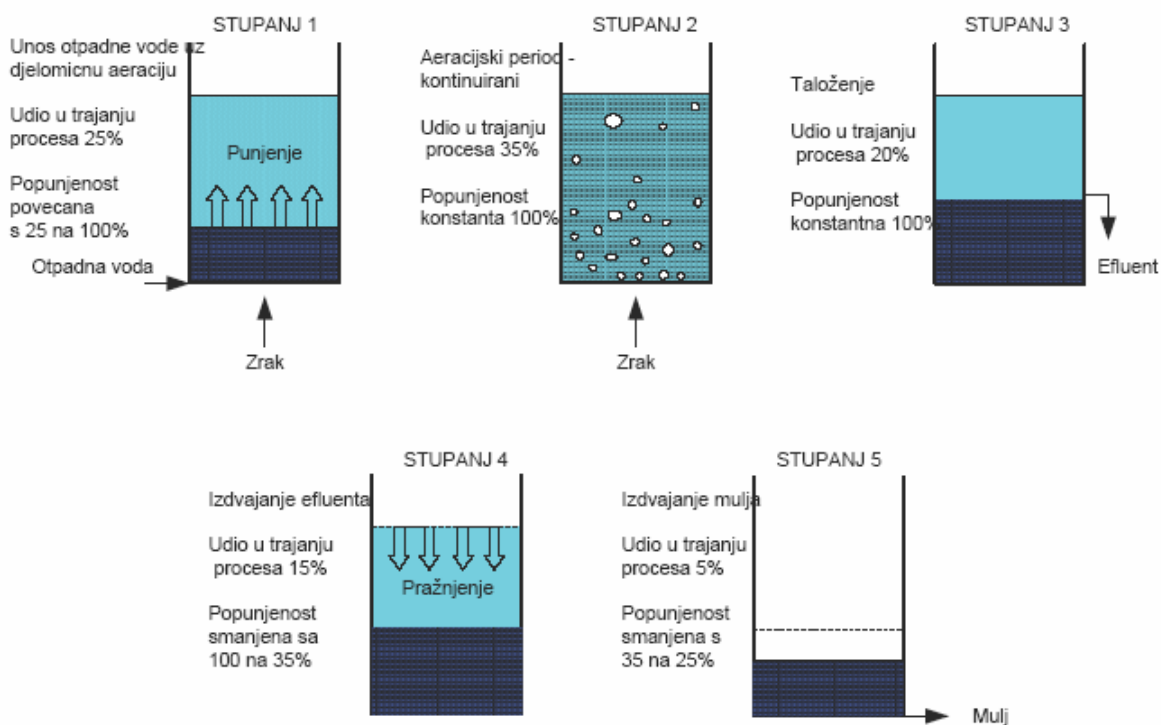 STUPANJ 1
Unos otpadne vode uz
djelomicnu aeraciju
Udio u trajanju
procesa 25%
Punjenje
Popunjenost
povecana
s 25 na 100%
Otpadna voda
Zrak
STUPANJ 2
Aeracijski period -
kontinuirani
Udio u trajanju
procesa 35%
Popunjenost
konstanta 100%
Zrak
STUPANJ 3
Taloženje
Udio u trajanju
procesa 20%
Popunjenost
konstantna 100%
Efluent
STUPANJ 4
Izdvajanje efluenta
Udio u trajanju
procesa 15%
Pražnjenje
Popunjenost
smanjena sa
100 na 35%
STUPANJ 5
Izdvajanje mulja
Udio u trajanju
procesa 5%
Popunjenost
smanjena s
35 na 25%
Mulj